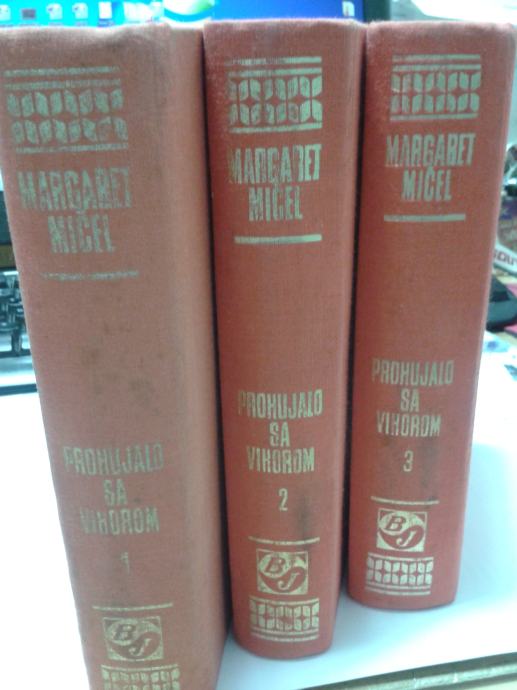 MARGARET
MIČEL
PROHUJALO
SA
VIHOROM
1
BJ
MARGARET
MIČEL
PROHUJALO
SA
VIHOROM
2
BJ
MARGARET
MIČEL
PROHUJALO
SA
VIHOROM
3
BJ